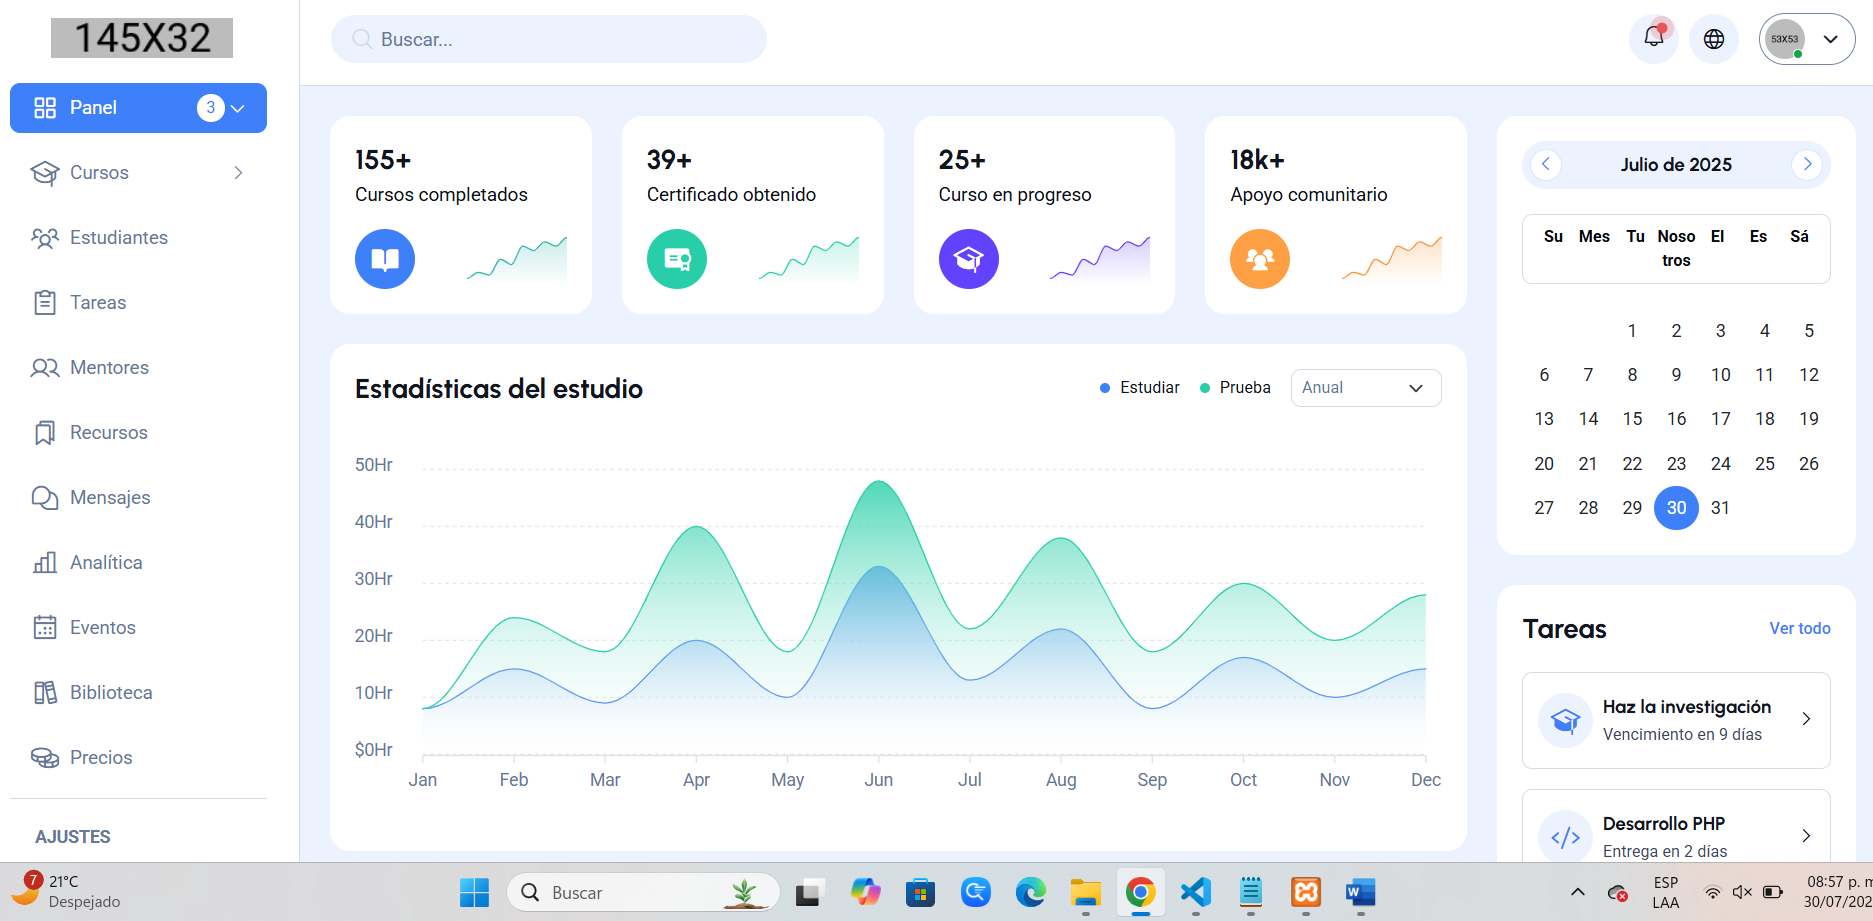 145X32
Buscar...
53X53
Panel 3
Cursos
Estudiantes
Tareas
Mentores
Recursos
Mensajes
Analítica
Eventos
Biblioteca
Precios
AJUSTES
155+
Cursos completados
39+
Certificado obtenido
25+
Curso en progreso
18k+
Apoyo comunitario
Estadísticas del estudio
Estudiar Prueba Anual
50Hr
40Hr
30Hr
20Hr
10Hr
$0Hr
Jan Feb Mar Apr May Jun Jul Aug Sep Oct Nov Dec
Julio de 2025
Su Mes Tu Noso El Es Sá
tros
1 2 3 4 5
6 7 8 9 10 11 12
13 14 15 16 17 18 19
20 21 22 23 24 25 26
27 28 29 30 31
Tareas Ver todo
Haz la investigación
Vencimiento en 9 días
Desarrollo PHP
Entrega en 2 días
7
21°C
Despejado
Buscar
W
ESP
LAA
08:57 p. m
30/07/202